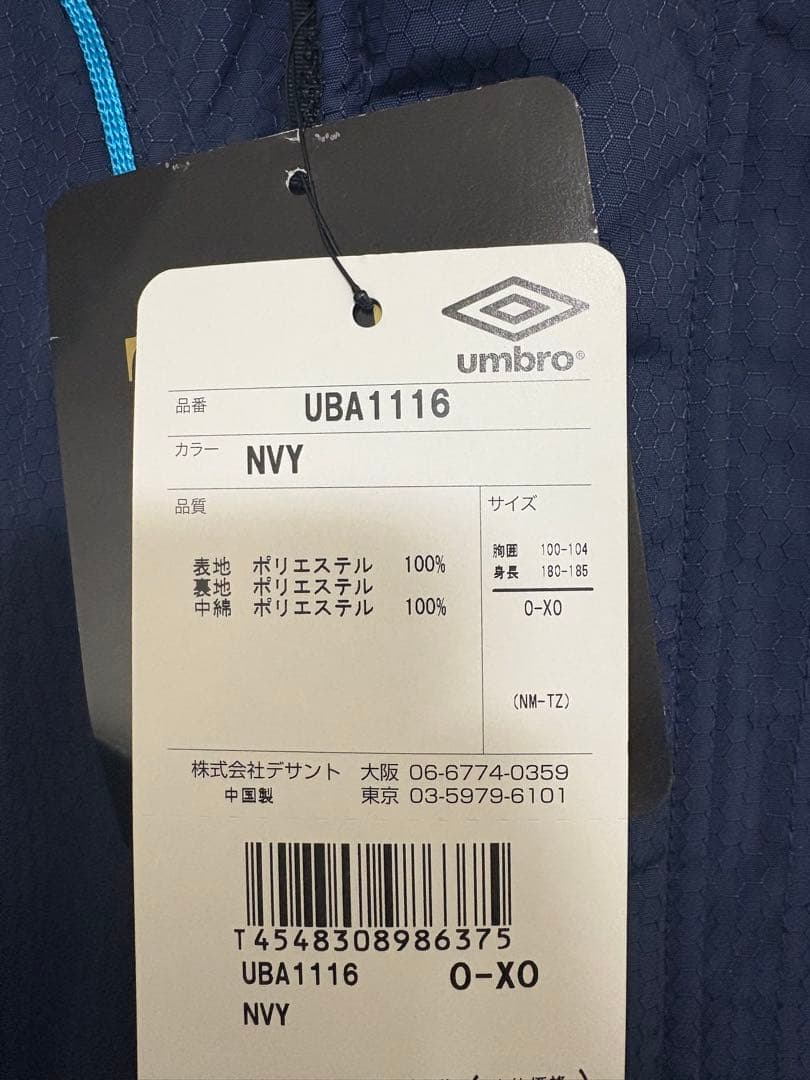 umbro®
品番 UBA1116
カラー NVY
品質
サイズ
表地 ポリエステル 100%
裏地 ポリエステル
中綿 ポリエステル 100%
胸囲 100-104
身長 180-185
O-XO
(NM-TZ)
株式会社デサント 大阪 06-6774-0359
中国製 東京 03-5979-6101
T4548308986375
UBA1116 O-XO
NVY